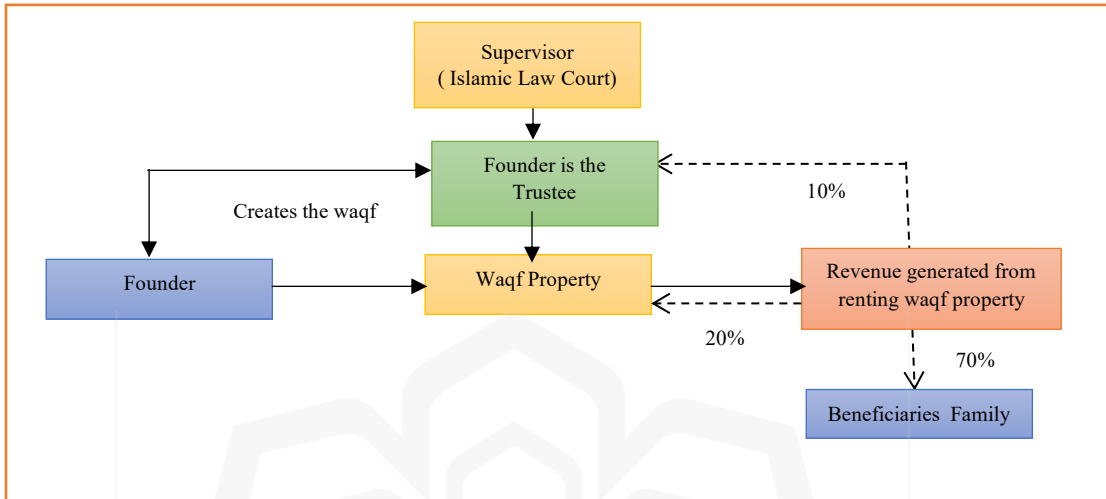 Supervisor
( Islamic Law Court)
Founder is the
Trustee
10%
Creates the waqf
Founder
Waqf Property
Revenue generated from
renting waqf property
20%
70%
Beneficiaries Family